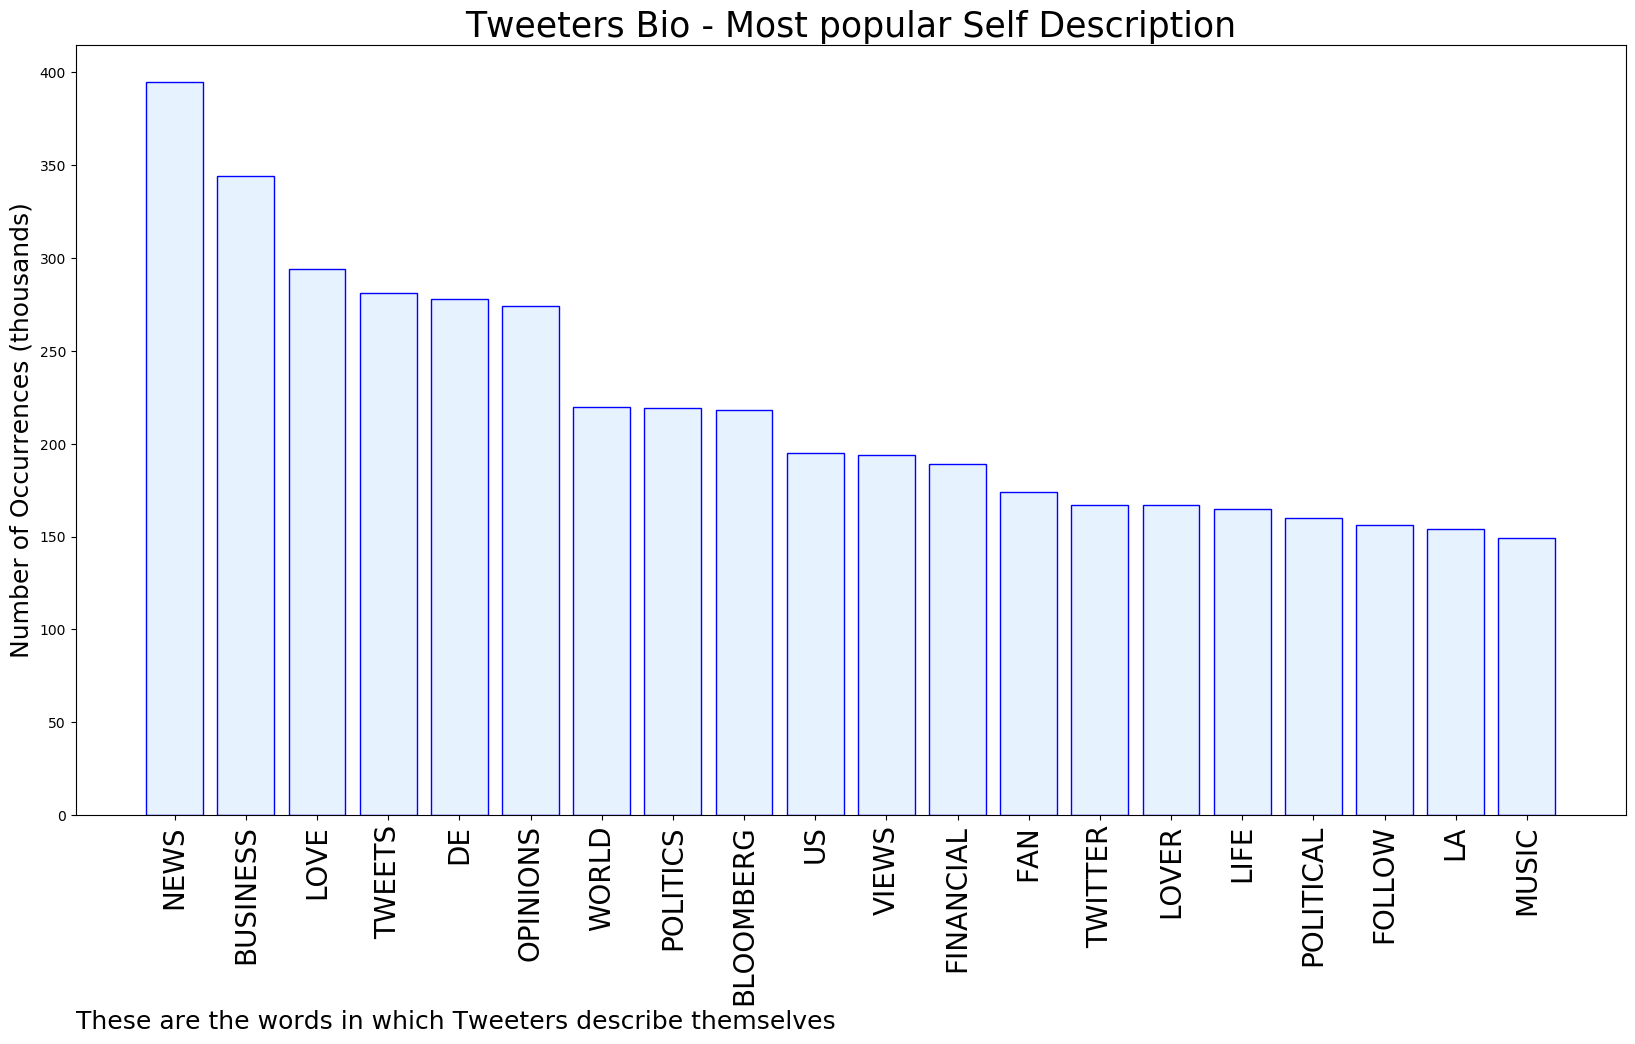 Tweeters Bio - Most popular Self Description
Number of Occurrences (thousands)
400
350
300
250
200
150
100
50
0
NEWS
BUSINESS
LOVE
TWEETS
DE
OPINIONS
WORLD
POLITICS
BLOOMBERG
US
VIEWS
FINANCIAL
FAN
TWITTER
LOVER
LIFE
POLITICAL
FOLLOW
LA
MUSIC
These are the words in which Tweeters describe themselves